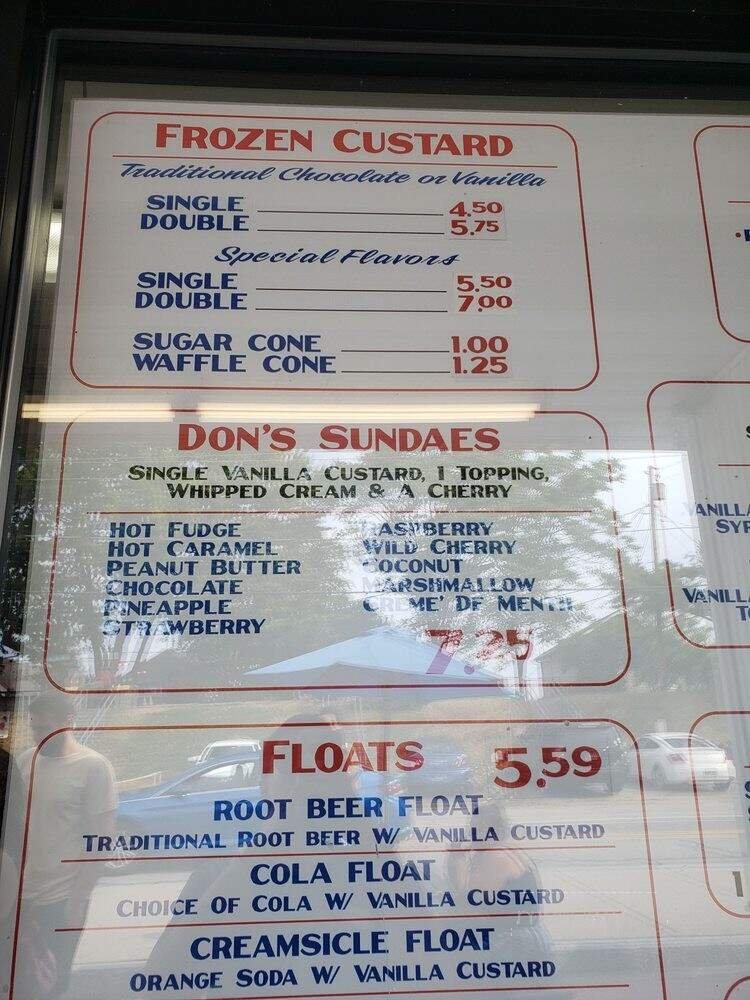 FROZEN CUSTARD
Traditional Chocolate or Vanilla
SINGLE 4.50
DOUBLE 5.75
Special Flavors
SINGLE 5.50
DOUBLE 7.00
SUGAR CONE 1.00
WAFFLE CONE 1.25
DON'S SUNDAES
SINGLE VANILLA CUSTARD, 1 TOPPING,
WHIPPED CREAM & A CHERRY
HOT FUDGE
HOT CARAMEL
PEANUT BUTTER
CHOCOLATE
PINEAPPLE
STRAWBERRY
RASPBERRY
WILD CHERRY
COCONUT
MARSHMALLOW
CREME' DE MENTH
7.25
FLOATS 5.59
ROOT BEER FLOAT
TRADITIONAL ROOT BEER W/ VANILLA CUSTARD
COLA FLOAT
CHOICE OF COLA W/ VANILLA CUSTARD
CREAMSICLE FLOAT
ORANGE SODA W/ VANILLA CUSTARD